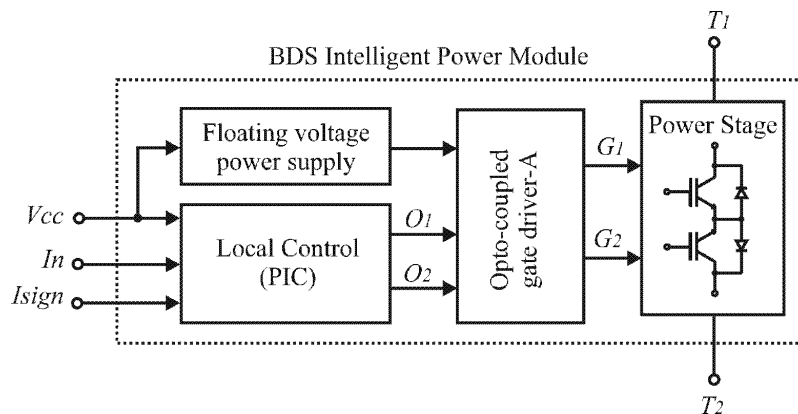 T1
BDS Intelligent Power Module
Floating voltage
power supply
Power Stage
Opto-coupled
gate driver-A
G1
G2
Vcc
In
Isign
Local Control
(PIC)
O1
O2
T2